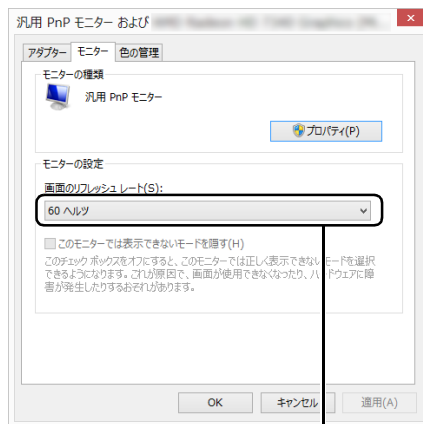 汎用 PnP モニター および
アダプター モニター 色の管理
モニターの種類
汎用 PnP モニター
プロパティ(P)
モニターの設定
画面のリフレッシュ レート(S):
60 ヘルツ
このモニターでは表示できないモードを隠す(H)
このチェック ボックスをオフにすると、このモニターでは正しく表示できないモードを選択
できるようになります。これが原因で、画面が使用できなくなったり、ハードウェアに障
害が発生したりするおそれがあります。
OK キャンセル 適用(A)